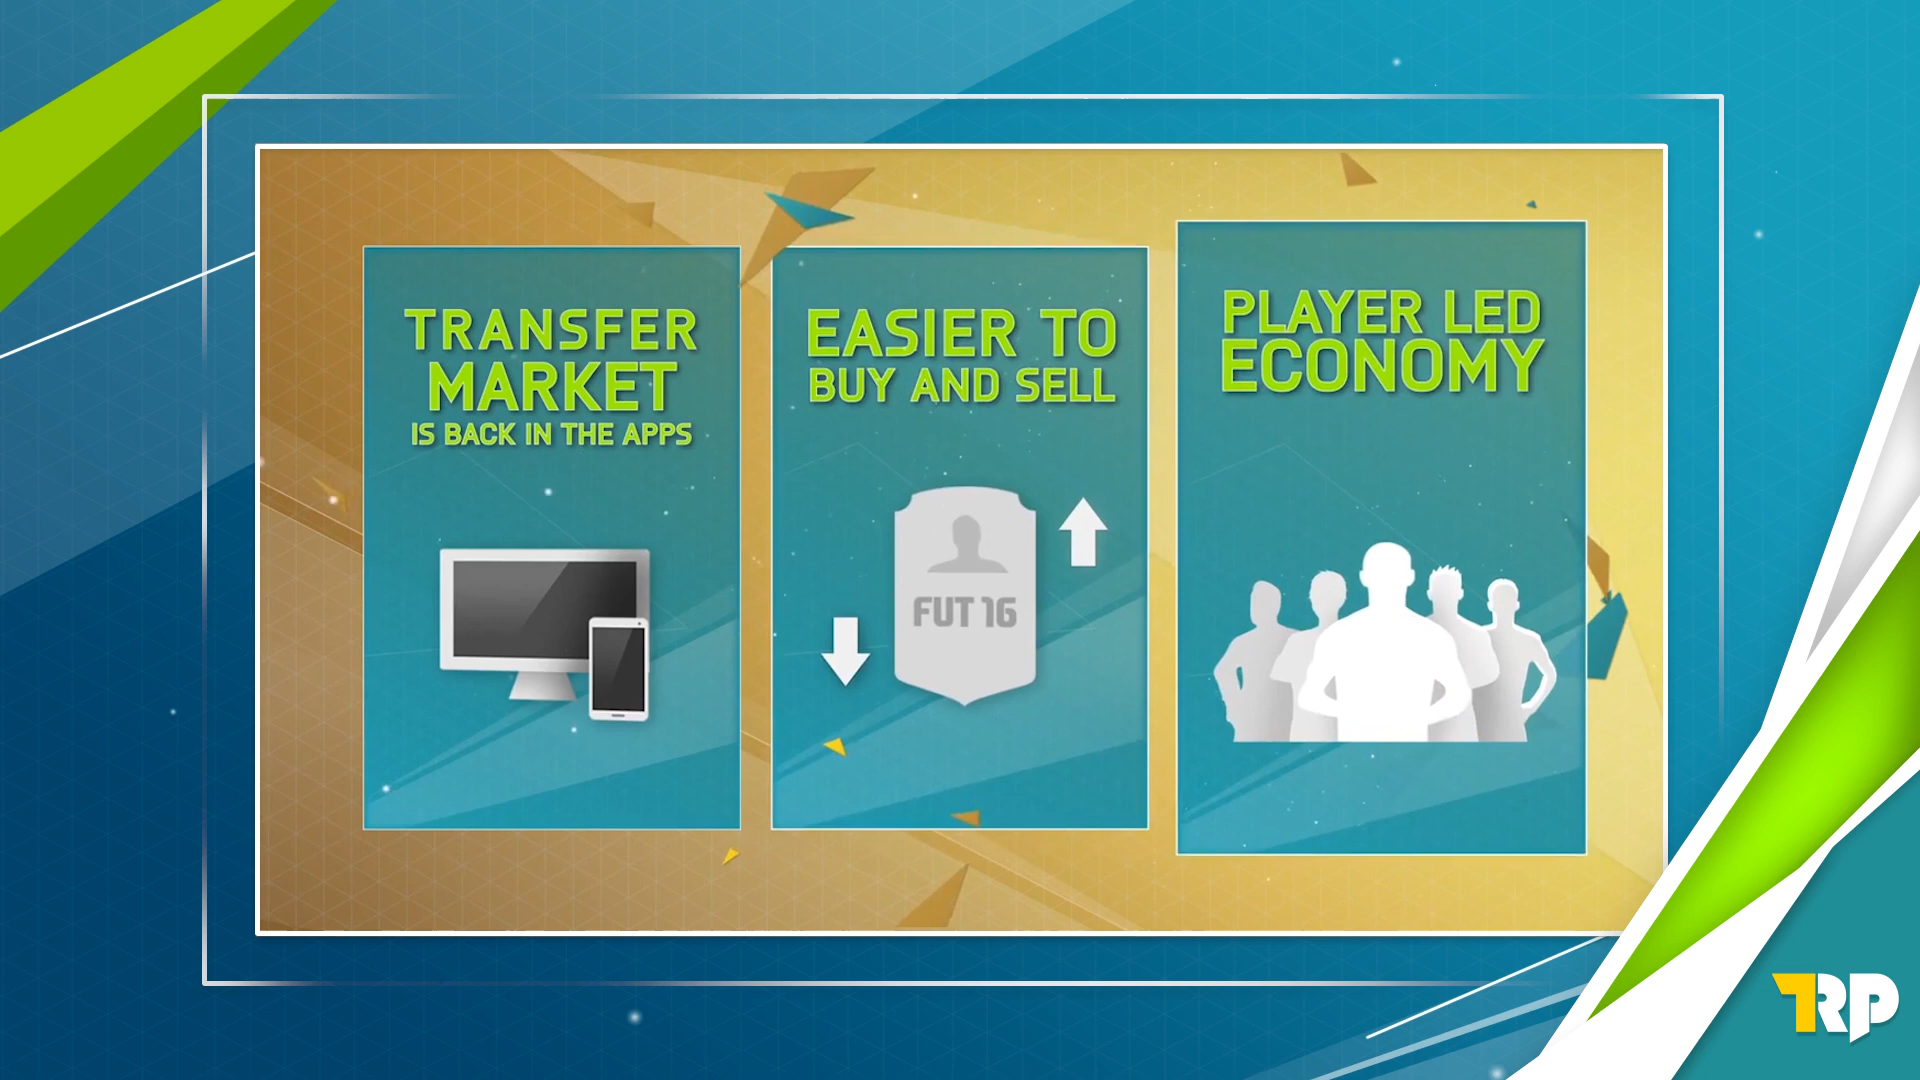 TRANSFER
MARKET
IS BACK IN THE APPS
EASIER TO
BUY AND SELL
FUT 16
PLAYER LED
ECONOMY
TRP